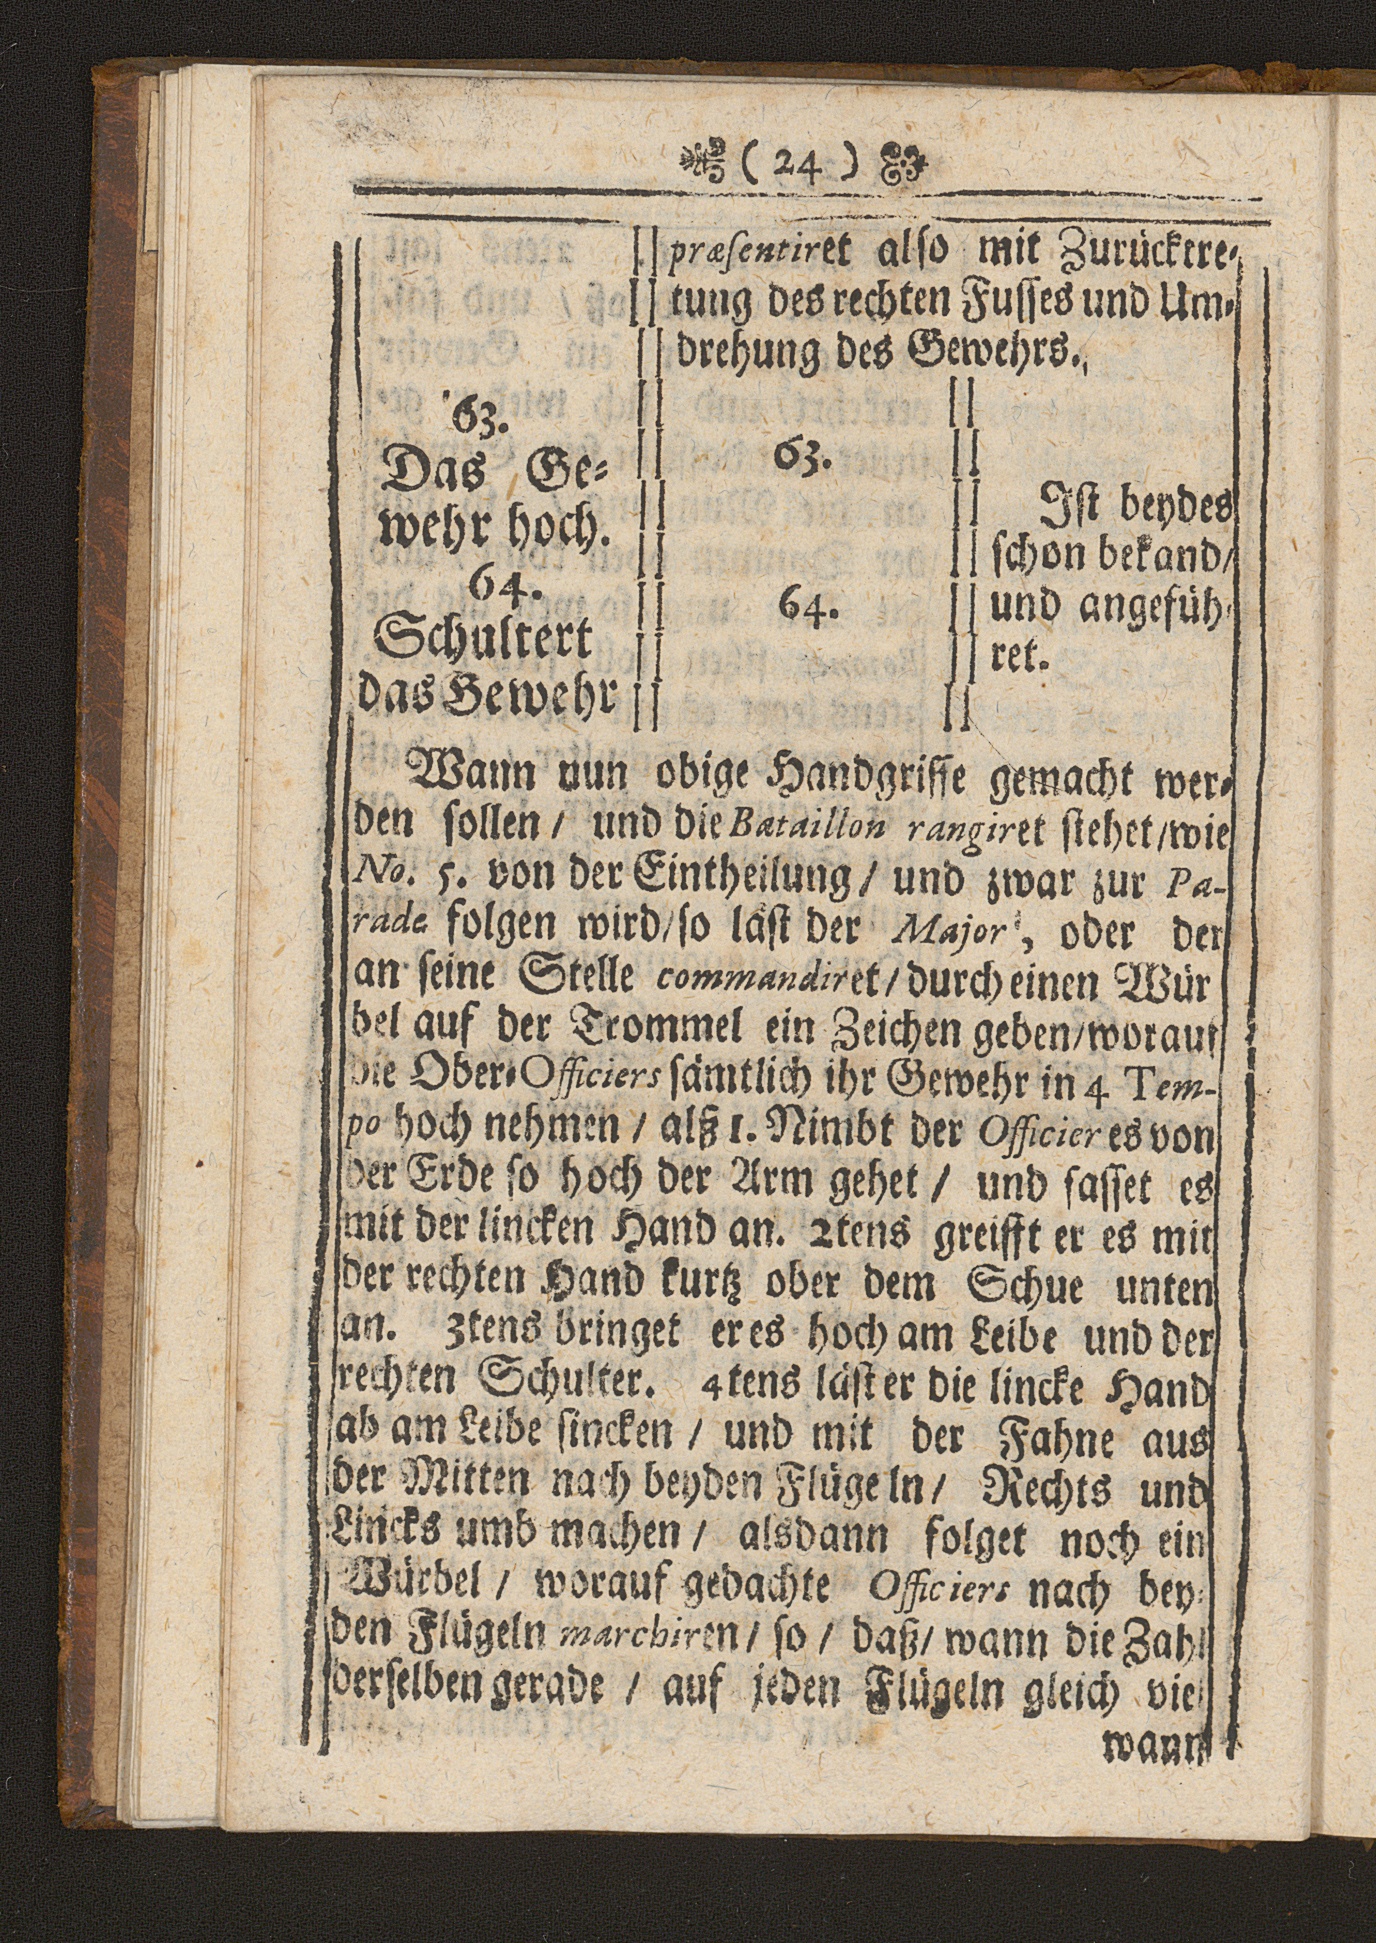 ( 24 )
præsentiret also mit Zurücktre-
tung des rechten Fusses und Um-
drehung des Gewehrs.
63.
Das Ge-
wehr hoch.
64.
Schultert
das Gewehr
63.
64.
Ist beydes
schon bekand/
und angefüh-
ret.
Wann nun obige Handgriffe gemacht wer-
den sollen / und die Bataillon rangiret stehet/wie
No. 5. von der Eintheilung / und zwar zur Pa-
rade folgen wird/so läst der Major, oder der
an seine Stelle commandiret / durch einen Wür
bel auf der Trommel ein Zeichen geben/worauf
die Ober-Officiers sämtlich ihr Gewehr in 4 Tem-
po hoch nehmen / alß 1. Nimbt der Officier es von
der Erde so hoch der Arm gehet / und fasset es
mit der lincken Hand an. 2tens greifft er es mit
der rechten Hand kurtz ober dem Schue unten
an. 3tens bringet er es hoch am Leibe und der
rechten Schulter. 4tens läst er die lincke Hand
ab am Leibe sincken / und mit der Fahne aus
der Mitten nach beyden Flügeln / Rechts und
Lincks umb machen / alsdann folget noch ein
Würbel / worauf gedachte Officiers nach bey-
den Flügeln marchiren / so / daß / wann die Zahl
derselben gerade / auf jeden Flügeln gleich viel
wann